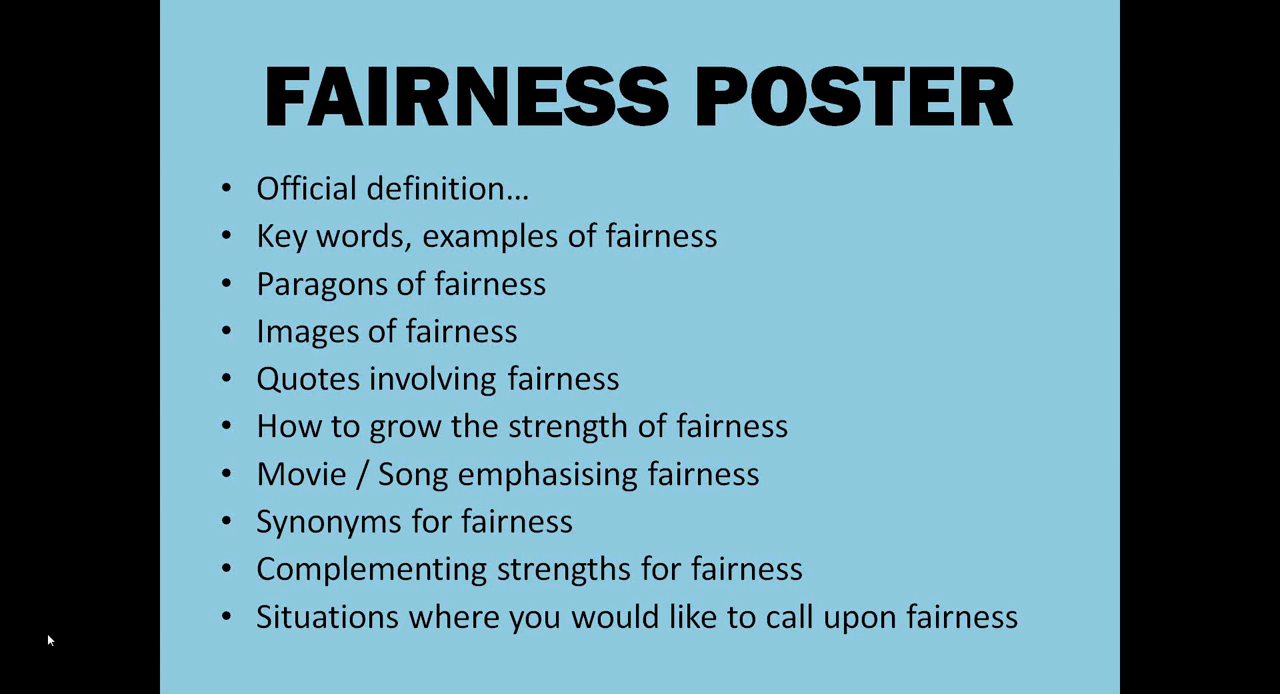 FAIRNESS POSTER
• Official definition...
• Key words, examples of fairness
• Paragons of fairness
• Images of fairness
• Quotes involving fairness
• How to grow the strength of fairness
• Movie / Song emphasising fairness
• Synonyms for fairness
• Complementing strengths for fairness
• Situations where you would like to call upon fairness